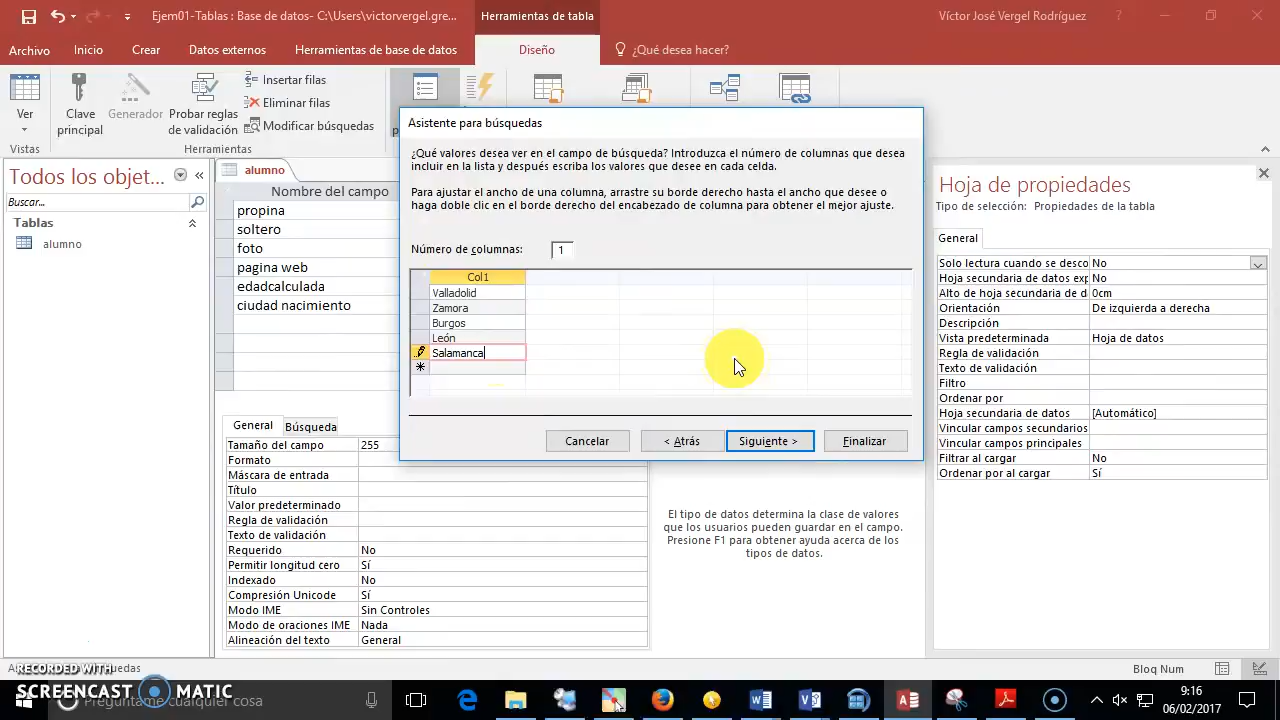 Ejem01-Tablas : Base de datos- C:\Users\victorvergel.gre...
Herramientas de tabla
Víctor José Vergel Rodríguez
?
Archivo
Inicio
Crear
Datos externos
Herramientas de base de datos
Diseño
¿Qué desea hacer?
Ver
Vistas
Clave
principal
Generador
Probar reglas
de validación
Insertar filas
Eliminar filas
Modificar búsquedas
Herramientas
Todos los objet...
Buscar...
Tablas
alumno
alumno
Nombre del campo
propina
soltero
foto
pagina web
edadcalculada
ciudad nacimiento
Asistente para búsquedas
¿Qué valores desea ver en el campo de búsqueda? Introduzca el número de columnas que desea
incluir en la lista y después escriba los valores que desee en cada celda.
Para ajustar el ancho de una columna, arrastre su borde derecho hasta el ancho que desee o
haga doble clic en el borde derecho del encabezado de columna para obtener el mejor ajuste.
Número de columnas:
1
Col1
Valladolid
Zamora
Burgos
León
Salamanca
Cancelar
< Atrás
Siguiente >
Finalizar
General
Búsqueda
Tamaño del campo 255
Formato
Máscara de entrada
Título
Valor predeterminado
Regla de validación
Texto de validación
Requerido No
Permitir longitud cero Sí
Indexado No
Compresión Unicode Sí
Modo IME Sin Controles
Modo de oraciones IME Nada
Alineación del texto General
El tipo de datos determina la clase de valores
que los usuarios pueden guardar en el campo.
Presione F1 para obtener ayuda acerca de los
tipos de datos.
Hoja de propiedades
Tipo de selección: Propiedades de la tabla
General
Solo lectura cuando se desco No
Hoja secundaria de datos exp No
Alto de hoja secundaria de d 0cm
Orientación De izquierda a derecha
Descripción
Vista predeterminada Hoja de datos
Regla de validación
Texto de validación
Filtro
Ordenar por
Hoja secundaria de datos [Automático]
Vincular campos secundarios
Vincular campos principales
Filtrar al cargar No
Ordenar por al cargar Sí
Bloq Num
RECORDED WITH
SCREENCAST MATIC
Pregúntame cualquier cosa
9:16
06/02/2017